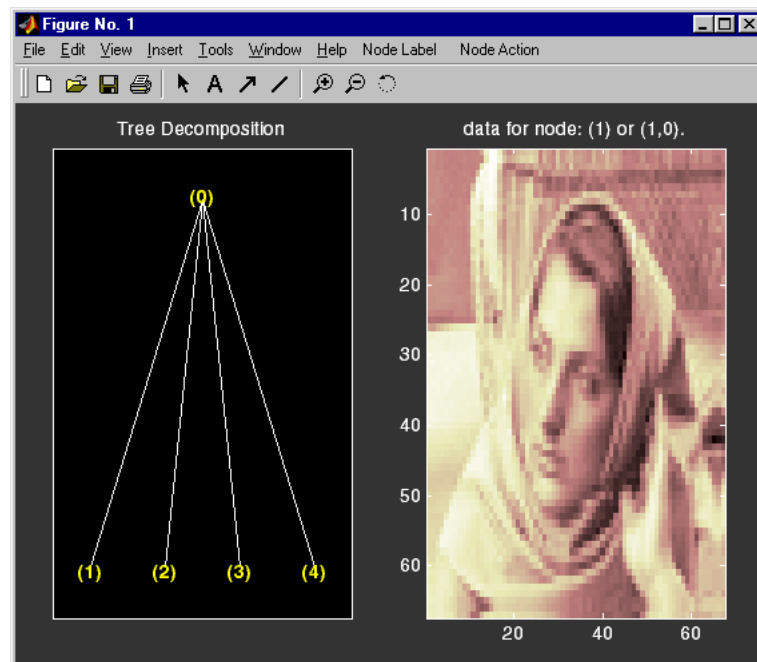 Figure No. 1
File Edit View Insert Tools Window Help Node Label Node Action
A
Tree Decomposition
(0)
(1) (2) (3) (4)
data for node: (1) or (1,0).
10
20
30
40
50
60
20 40 60